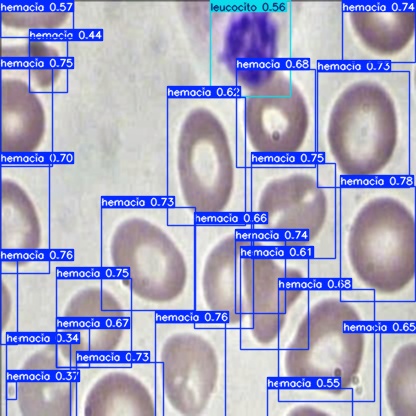 hemacia 0.57
leucocito 0.56
hemacia 0.74
hemacia 0.44
hemacia 0.75
hemacia 0.68
hemacia 0.73
hemacia 0.62
hemacia 0.70
hemacia 0.75
hemacia 0.78
hemacia 0.73
hemacia 0.66
hemacia 0.74
hemacia 0.76
hemacia 0.61
hemacia 0.75
hemacia 0.68
hemacia 0.76
hemacia 0.67
hemacia 0.65
hemacia 0.34
hemacia 0.73
hemacia 0.37
hemacia 0.55